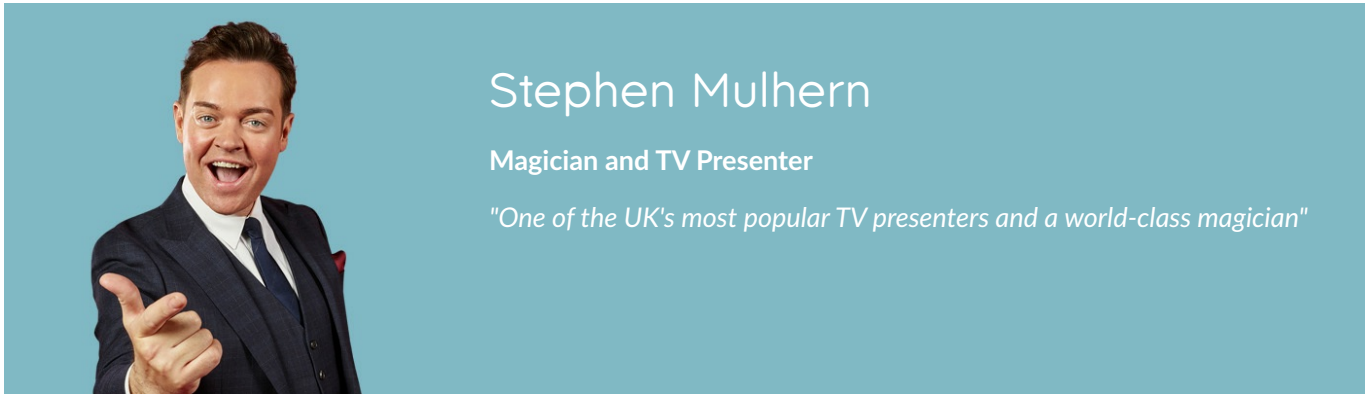 Stephen Mulhern
Magician and TV Presenter
"One of the UK's most popular TV presenters and a world-class magician"